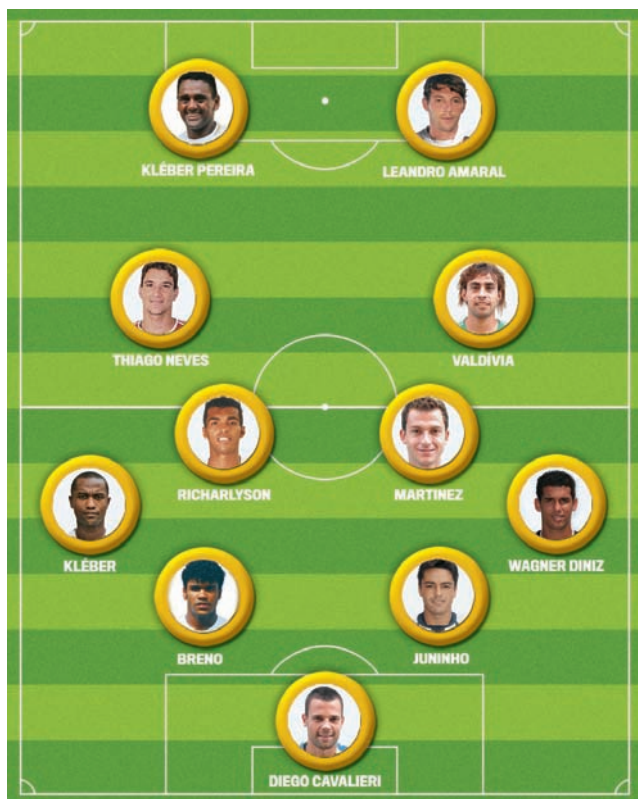 KLÉBER PEREIRA
LEANDRO AMARAL
THIAGO NEVES
VALDÍVIA
RICHARLYSON
MARTINEZ
KLÉBER
WAGNER DINIZ
BRENO
JUNINHO
DIEGO CAVALIERI